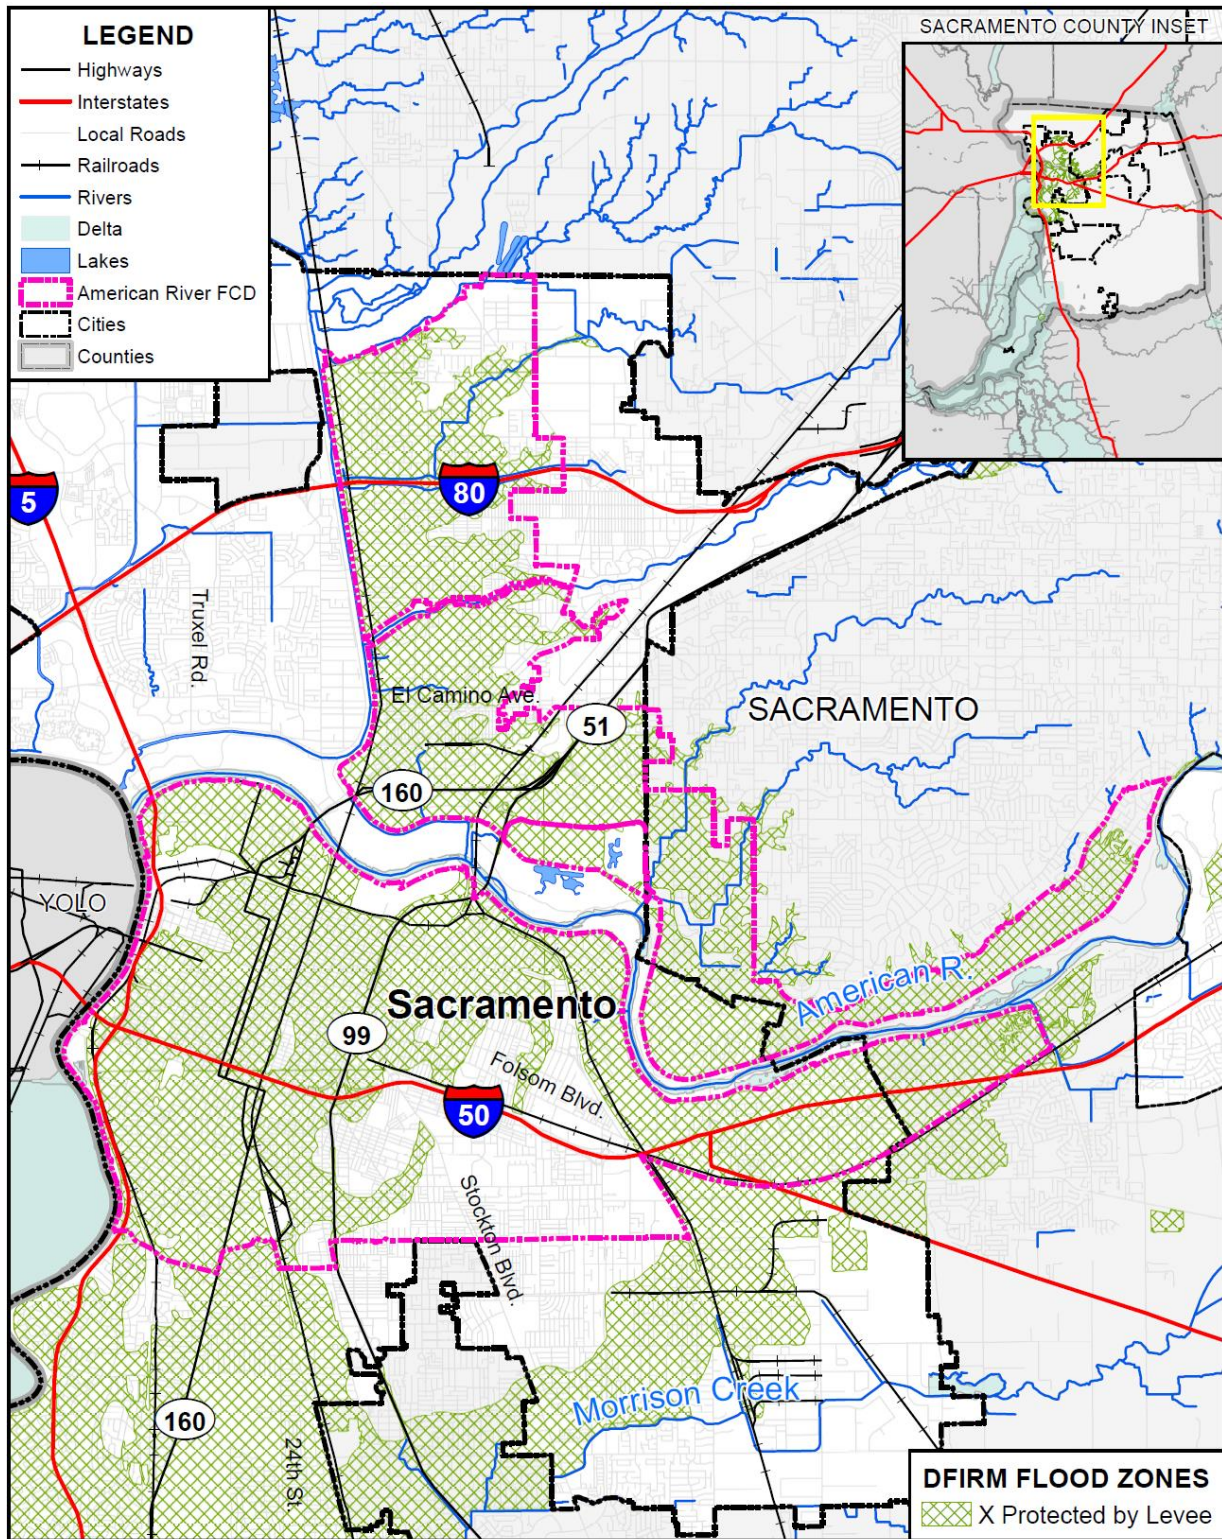 LEGEND
Highways
Interstates
Local Roads
Railroads
Rivers
Delta
Lakes
American River FCD
Cities
Counties
SACRAMENTO COUNTY INSET
80
5
Truxel Rd.
El Camino Ave.
51
SACRAMENTO
160
YOLO
American R.
Sacramento
99
Folsom Blvd.
50
Stockton Blvd.
Morrison Creek
160
24th St.
DFIRM FLOOD ZONES
X Protected by Levee